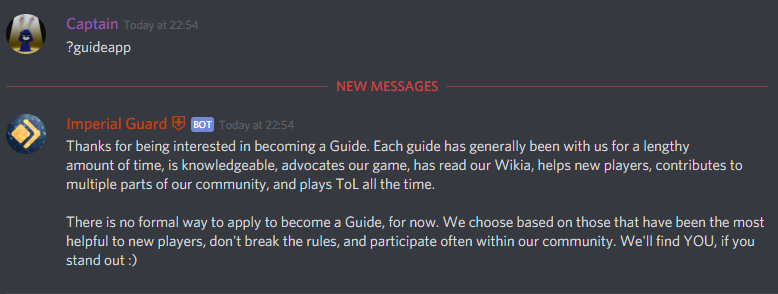 Captain Today at 22:54
?guideapp
NEW MESSAGES
Imperial Guard BOT Today at 22:54
Thanks for being interested in becoming a Guide. Each guide has generally been with us for a lengthy
amount of time, is knowledgeable, advocates our game, has read our Wikia, helps new players, contributes to
multiple parts of our community, and plays ToL all the time.
There is no formal way to apply to become a Guide, for now. We choose based on those that have been the most
helpful to new players, don't break the rules, and participate often within our community. We'll find YOU, if you
stand out :)